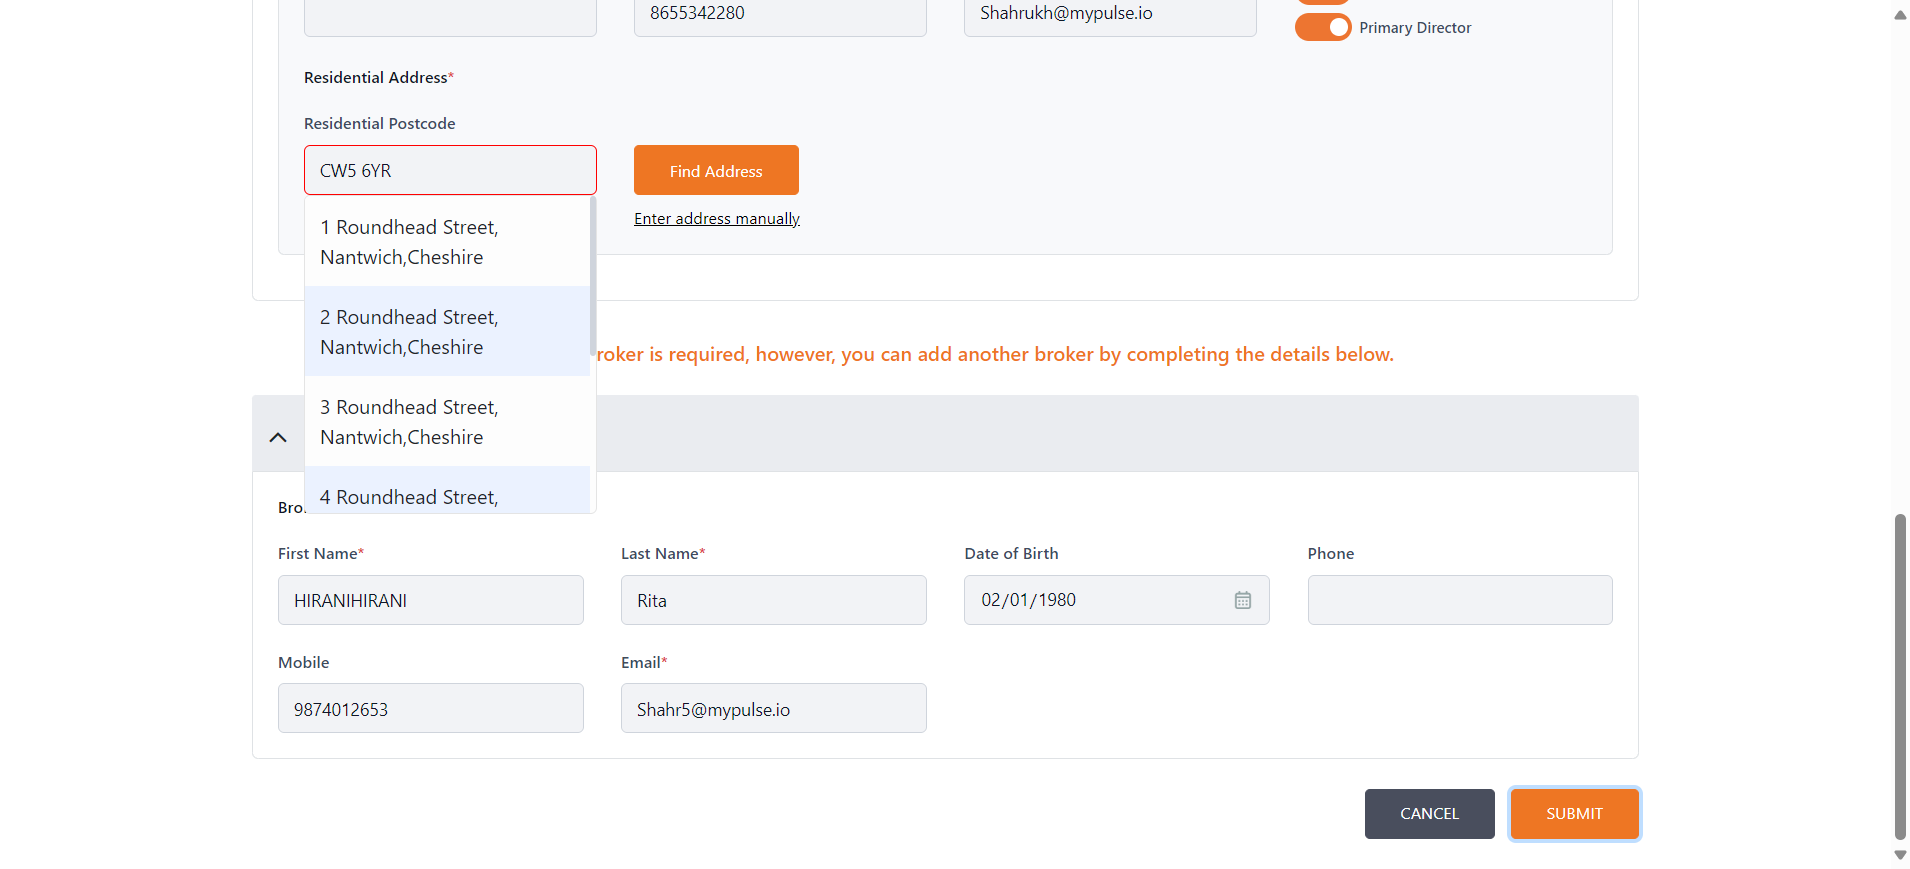 8655342280
Shahrukh@mypulse.io
Primary Director
Residential Address*
Residential Postcode
CW5 6YR
Find Address
Enter address manually
1 Roundhead Street,
Nantwich,Cheshire
2 Roundhead Street,
Nantwich,Cheshire
3 Roundhead Street,
Nantwich,Cheshire
4 Roundhead Street,
is required, however, you can add another broker by completing the details below.
First Name*
Last Name*
Date of Birth
Phone
HIRANIHIRANI
Rita
02/01/1980
Mobile
Email*
9874012653
Shahr5@mypulse.io
CANCEL
SUBMIT